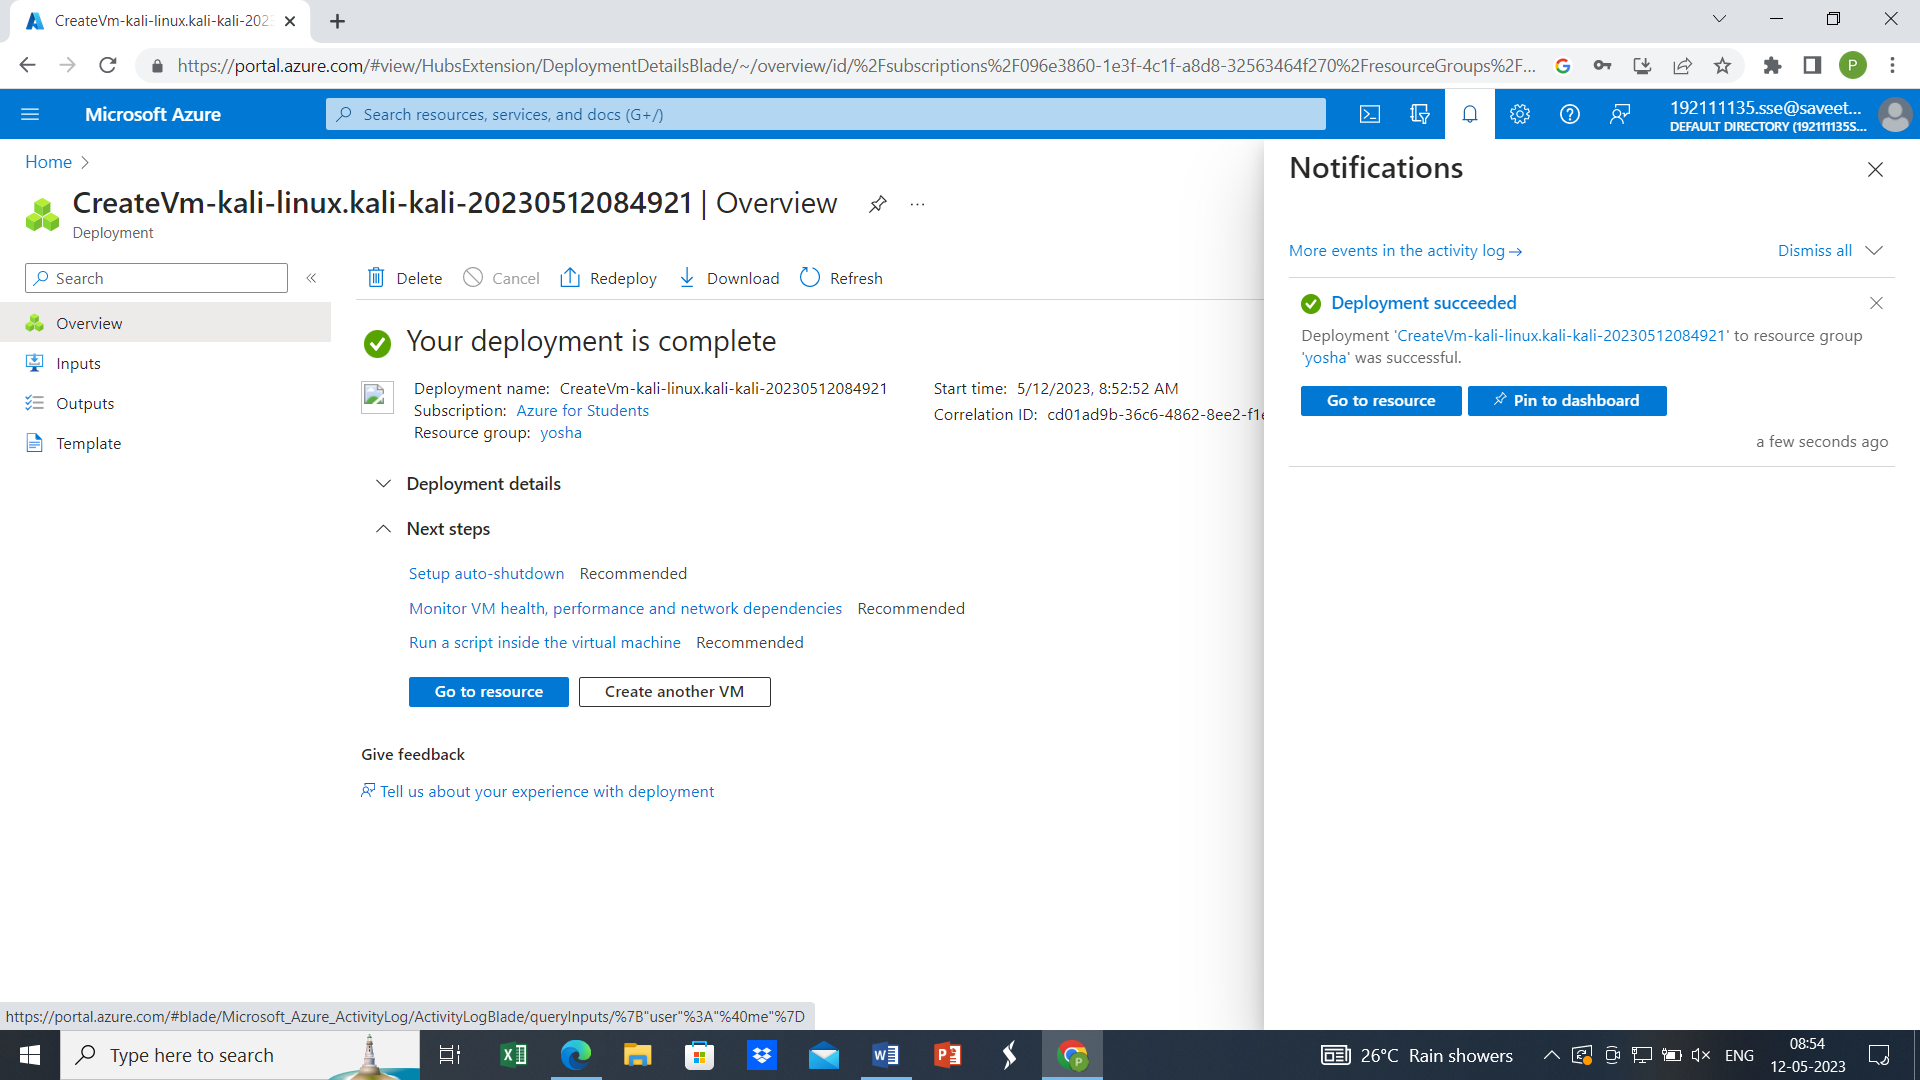 CreateVm-kali-linux.kali-kali-202
https://portal.azure.com/#view/HubsExtension/DeploymentDetailsBlade/~/overview/id/%2Fsubscriptions%2F096e3860-1e3f-4c1f-a8d8-32563464f270%2FresourceGroups%2F...
P
Microsoft Azure
Search resources, services, and docs (G+/)
192111135.sse@saveet...
DEFAULT DIRECTORY (192111135S...
Home
CreateVm-kali-linux.kali-kali-20230512084921 | Overview
Deployment
Search
Overview
Inputs
Outputs
Template
Delete
Cancel
Redeploy
Download
Refresh
Your deployment is complete
Deployment name: CreateVm-kali-linux.kali-kali-20230512084921
Subscription: Azure for Students
Resource group: yosha
Start time: 5/12/2023, 8:52:52 AM
Correlation ID: cd01ad9b-36c6-4862-8ee2-f1e
Deployment details
Next steps
Setup auto-shutdown Recommended
Monitor VM health, performance and network dependencies Recommended
Run a script inside the virtual machine Recommended
Go to resource
Create another VM
Give feedback
Tell us about your experience with deployment
Notifications
More events in the activity log →
Dismiss all
Deployment succeeded
Deployment 'CreateVm-kali-linux.kali-kali-20230512084921' to resource group
'yosha' was successful.
Go to resource
Pin to dashboard
a few seconds ago
https://portal.azure.com/#blade/Microsoft_Azure_ActivityLog/ActivityLogBlade/queryInputs/%7B"user"%3A"%40me"%7D
Type here to search
26°C Rain showers
ENG
08:54
12-05-2023